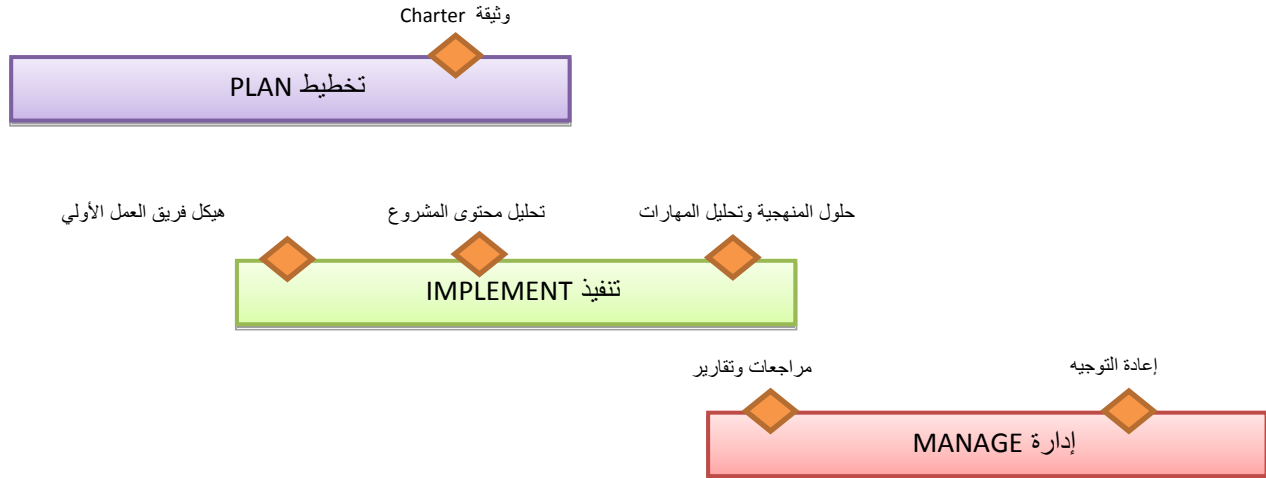 وثيقة Charter
تخطيط PLAN
هيكل فريق العمل الأولي
تحليل محتوى المشروع
حلول المنهجية وتحليل المهارات
تنفيذ IMPLEMENT
مراجعات وتقارير
إعادة التوجيه
إدارة MANAGE